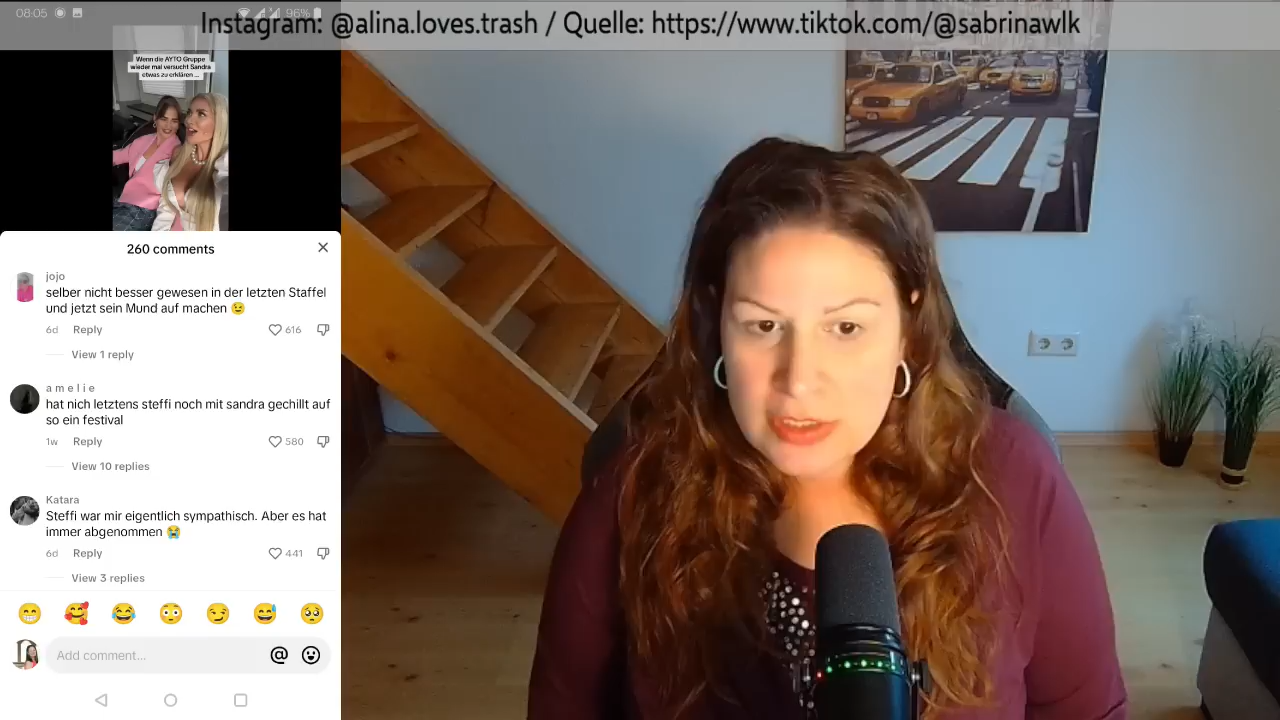 08:05
96%
Instagram: @alina.loves.trash / Quelle: https://www.tiktok.com/@sabrinawlk
Wenn die AYTO Gruppe
wieder mal versucht Sandra
etwas zu erklären ...
260 comments
jojo
selber nicht besser gewesen in der letzten Staffel
und jetzt sein Mund auf machen 😉
6d Reply 616
View 1 reply
a m e l i e
hat nich letztens steffi noch mit sandra gechillt auf
so ein festival
1w Reply 580
View 10 replies
Katara
Steffi war mir eigentlich sympathisch. Aber es hat
immer abgenommen 😭
6d Reply 441
View 3 replies
Add comment...